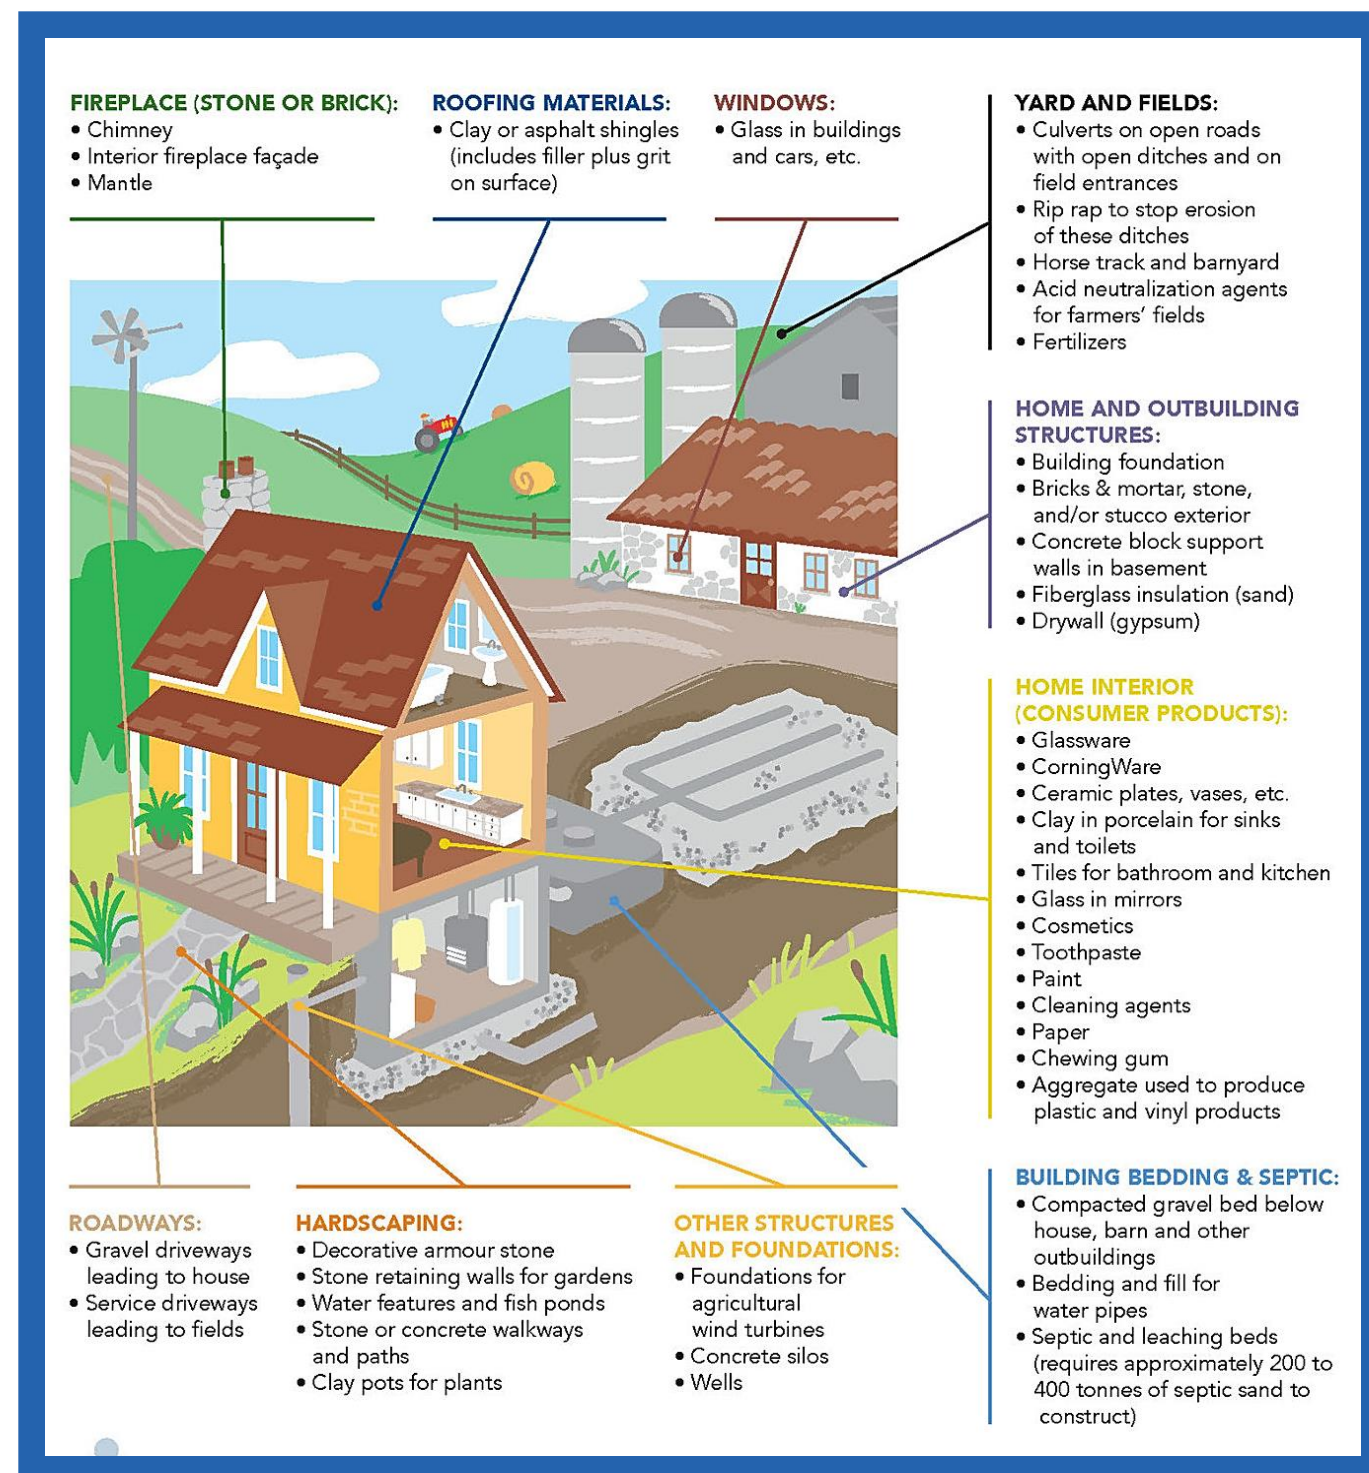 FIREPLACE (STONE OR BRICK):
• Chimney
• Interior fireplace façade
• Mantle
ROOFING MATERIALS:
• Clay or asphalt shingles
(includes filler plus grit
on surface)
WINDOWS:
• Glass in buildings
and cars, etc.
YARD AND FIELDS:
• Culverts on open roads
with open ditches and on
field entrances
• Rip rap to stop erosion
of these ditches
• Horse track and barnyard
• Acid neutralization agents
for farmers’ fields
• Fertilizers
HOME AND OUTBUILDING
STRUCTURES:
• Building foundation
• Bricks & mortar, stone,
and/or stucco exterior
• Concrete block support
walls in basement
• Fiberglass insulation (sand)
• Drywall (gypsum)
HOME INTERIOR
(CONSUMER PRODUCTS):
• Glassware
• CorningWare
• Ceramic plates, vases, etc.
• Clay in porcelain for sinks
and toilets
• Tiles for bathroom and kitchen
• Glass in mirrors
• Cosmetics
• Toothpaste
• Paint
• Cleaning agents
• Paper
• Chewing gum
• Aggregate used to produce
plastic and vinyl products
BUILDING BEDDING & SEPTIC:
• Compacted gravel bed below
house, barn and other
outbuildings
• Bedding and fill for
water pipes
• Septic and leaching beds
(requires approximately 200 to
400 tonnes of septic sand to
construct)
ROADWAYS:
• Gravel driveways
leading to house
• Service driveways
leading to fields
HARDSCAPING:
• Decorative armour stone
• Stone retaining walls for gardens
• Water features and fish ponds
• Stone or concrete walkways
and paths
• Clay pots for plants
OTHER STRUCTURES
AND FOUNDATIONS:
• Foundations for
agricultural
wind turbines
• Concrete silos
• Wells